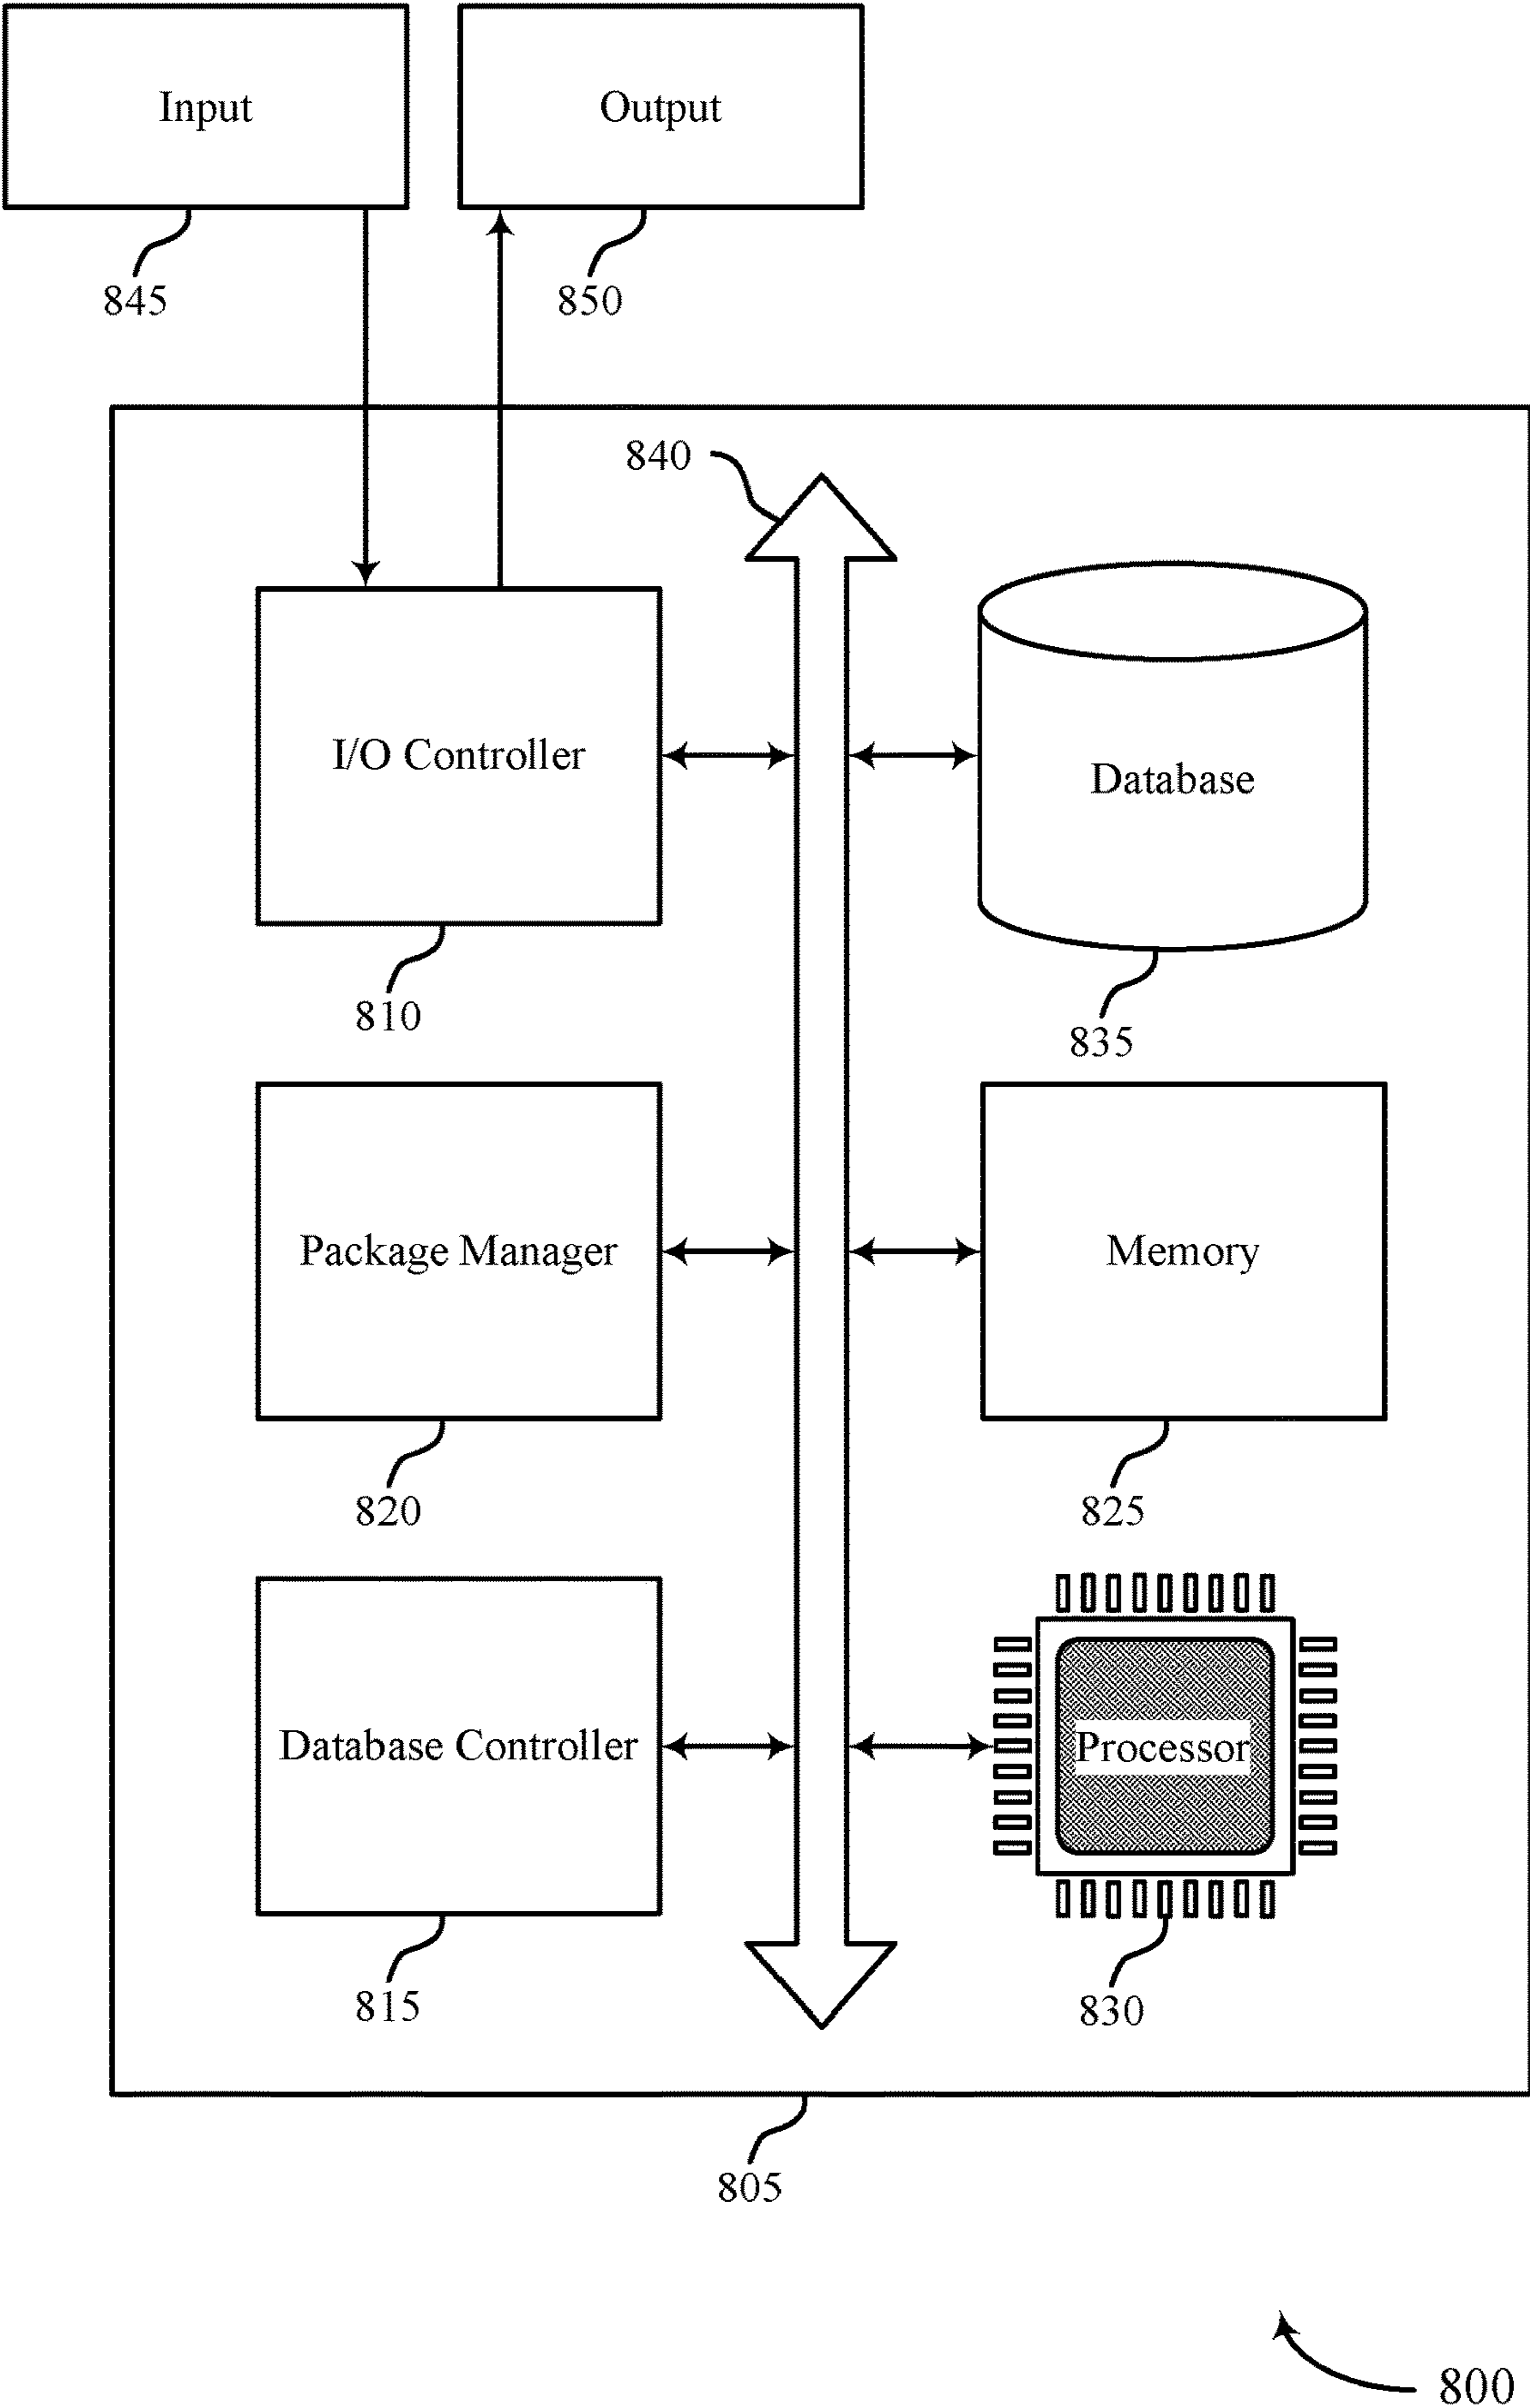 Input
Output
845
850
840
I/O Controller
Database
810
835
Package Manager
Memory
820
825
Database Controller
Processor
815
830
805
800